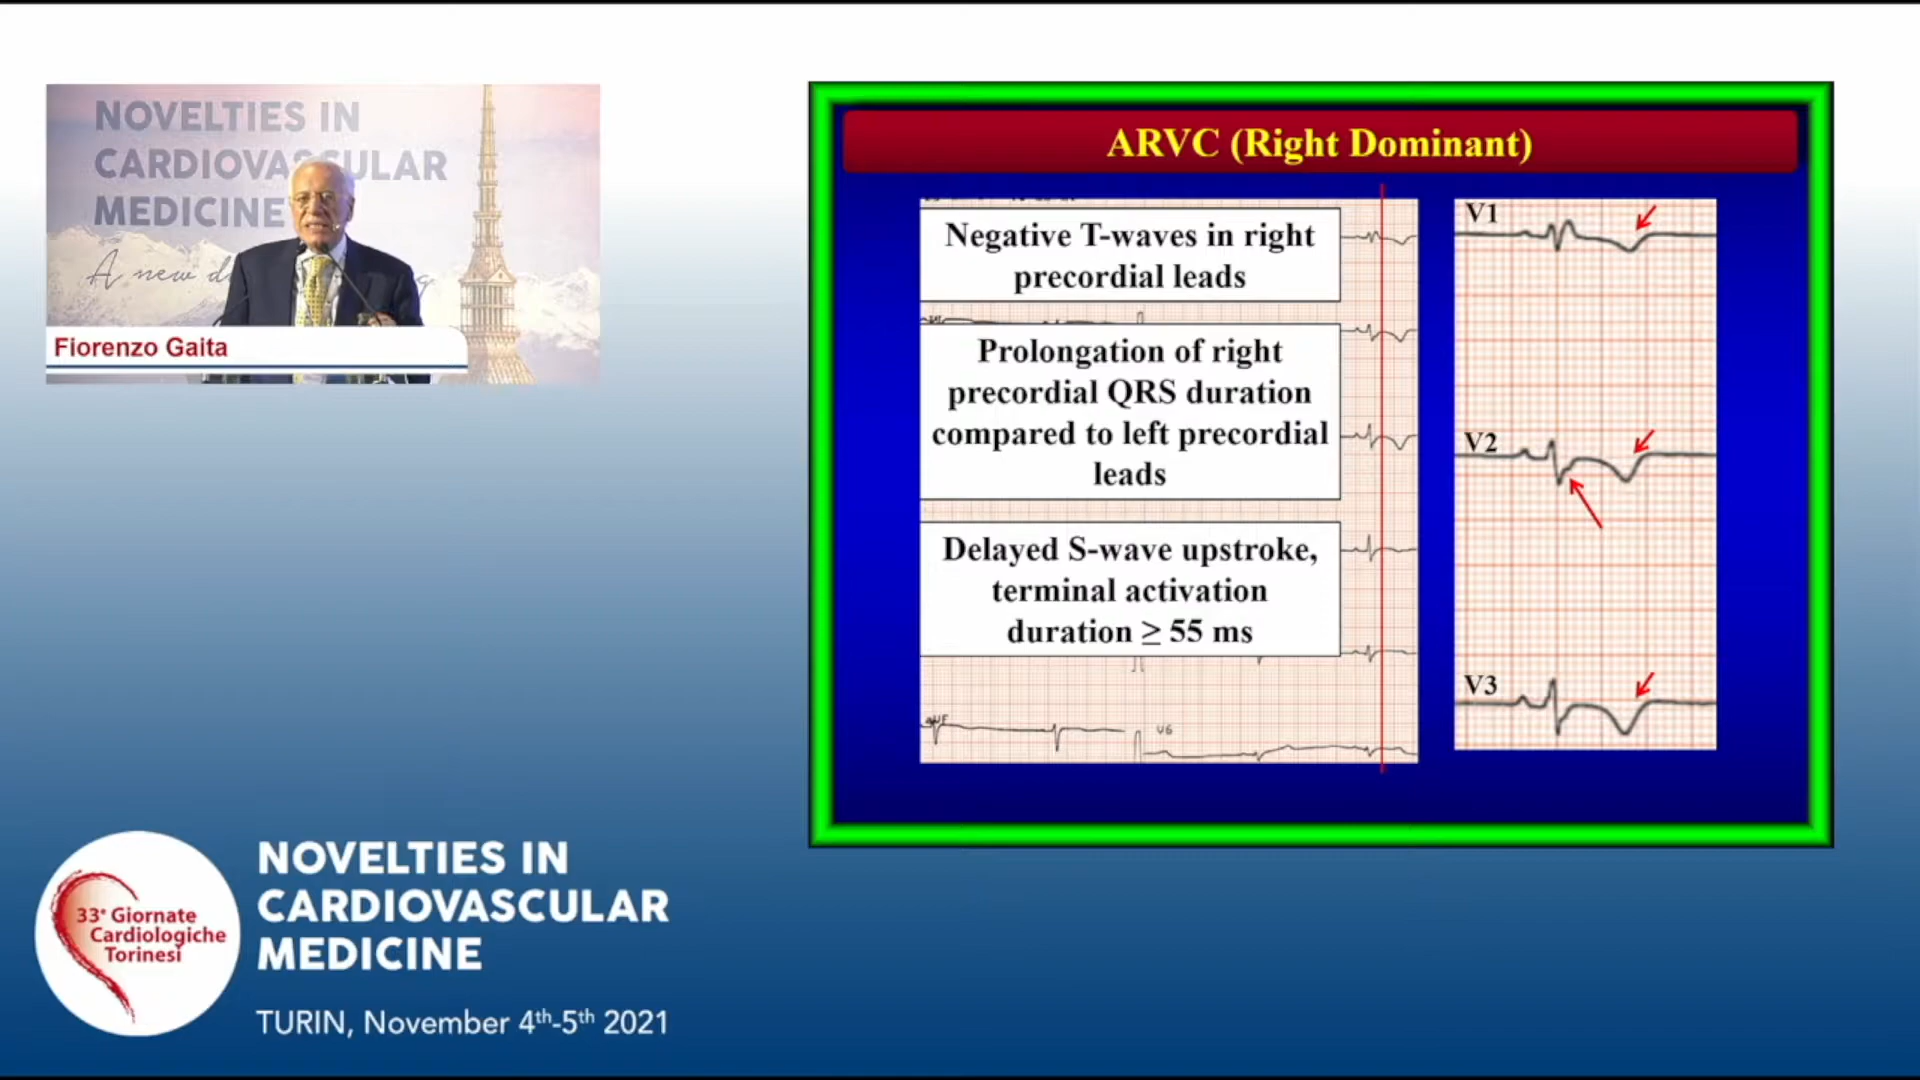 NOVELTIES IN
CARDIOVASCULAR
MEDICINE
A new d
Fiorenzo Gaita
ARVC (Right Dominant)
Negative T-waves in right
precordial leads
Prolongation of right
precordial QRS duration
compared to left precordial
leads
Delayed S-wave upstroke,
terminal activation
duration ≥ 55 ms
aVF
V6
V1
V2
V3
33° Giornate
Cardiologiche
Torinesi
NOVELTIES IN
CARDIOVASCULAR
MEDICINE
TURIN, November 4th-5th 2021